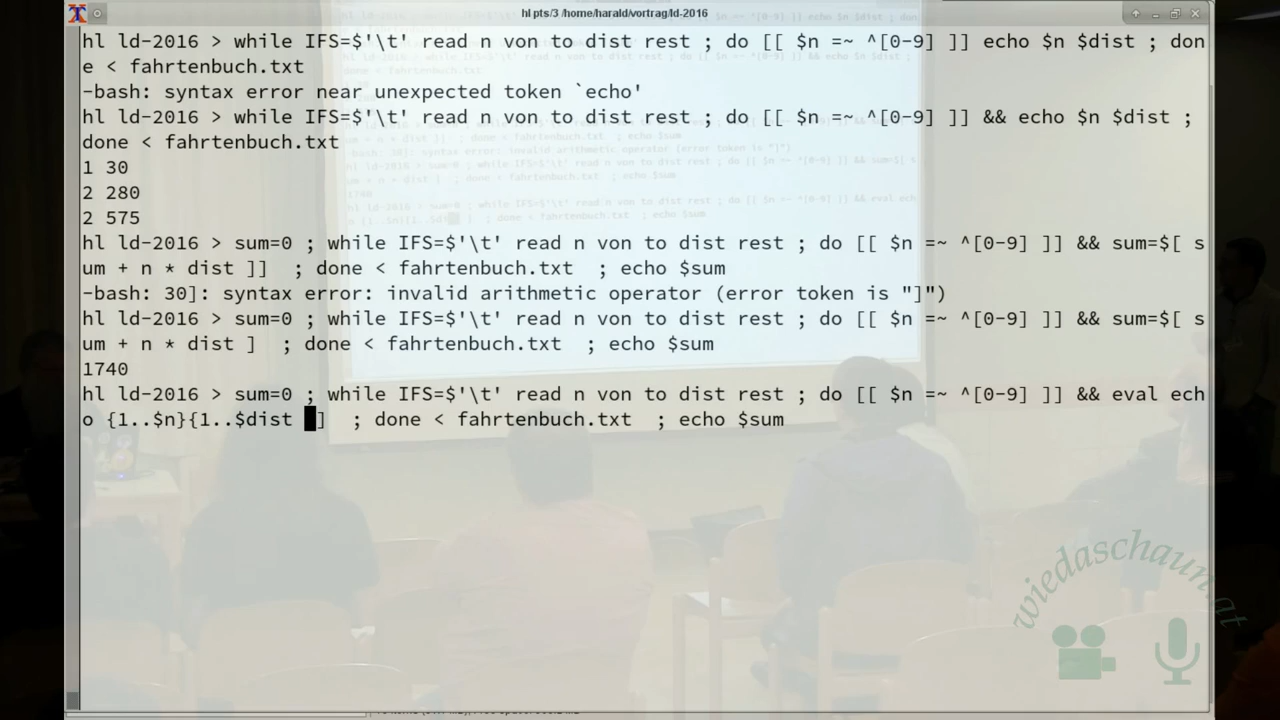 hl pts/3 /home/harald/vortrag/ld-2016
hl ld-2016 > while IFS=$'\t' read n von to dist rest ; do [[ $n =~ ^[0-9] ]] echo $n $dist ; don
e < fahrtenbuch.txt
-bash: syntax error near unexpected token `echo'
hl ld-2016 > while IFS=$'\t' read n von to dist rest ; do [[ $n =~ ^[0-9] ]] && echo $n $dist ;
done < fahrtenbuch.txt
1 30
2 280
2 575
hl ld-2016 > sum=0 ; while IFS=$'\t' read n von to dist rest ; do [[ $n =~ ^[0-9] ]] && sum=$[ s
um + n * dist ]]  ; done < fahrtenbuch.txt  ; echo $sum
-bash: 30]: syntax error: invalid arithmetic operator (error token is "]")
hl ld-2016 > sum=0 ; while IFS=$'\t' read n von to dist rest ; do [[ $n =~ ^[0-9] ]] && sum=$[ s
um + n * dist ]  ; done < fahrtenbuch.txt  ; echo $sum
1740
hl ld-2016 > sum=0 ; while IFS=$'\t' read n von to dist rest ; do [[ $n =~ ^[0-9] ]] && eval ech
o {1..$n}{1..$dist  ]  ; done < fahrtenbuch.txt  ; echo $sum
wiedaschaun.at